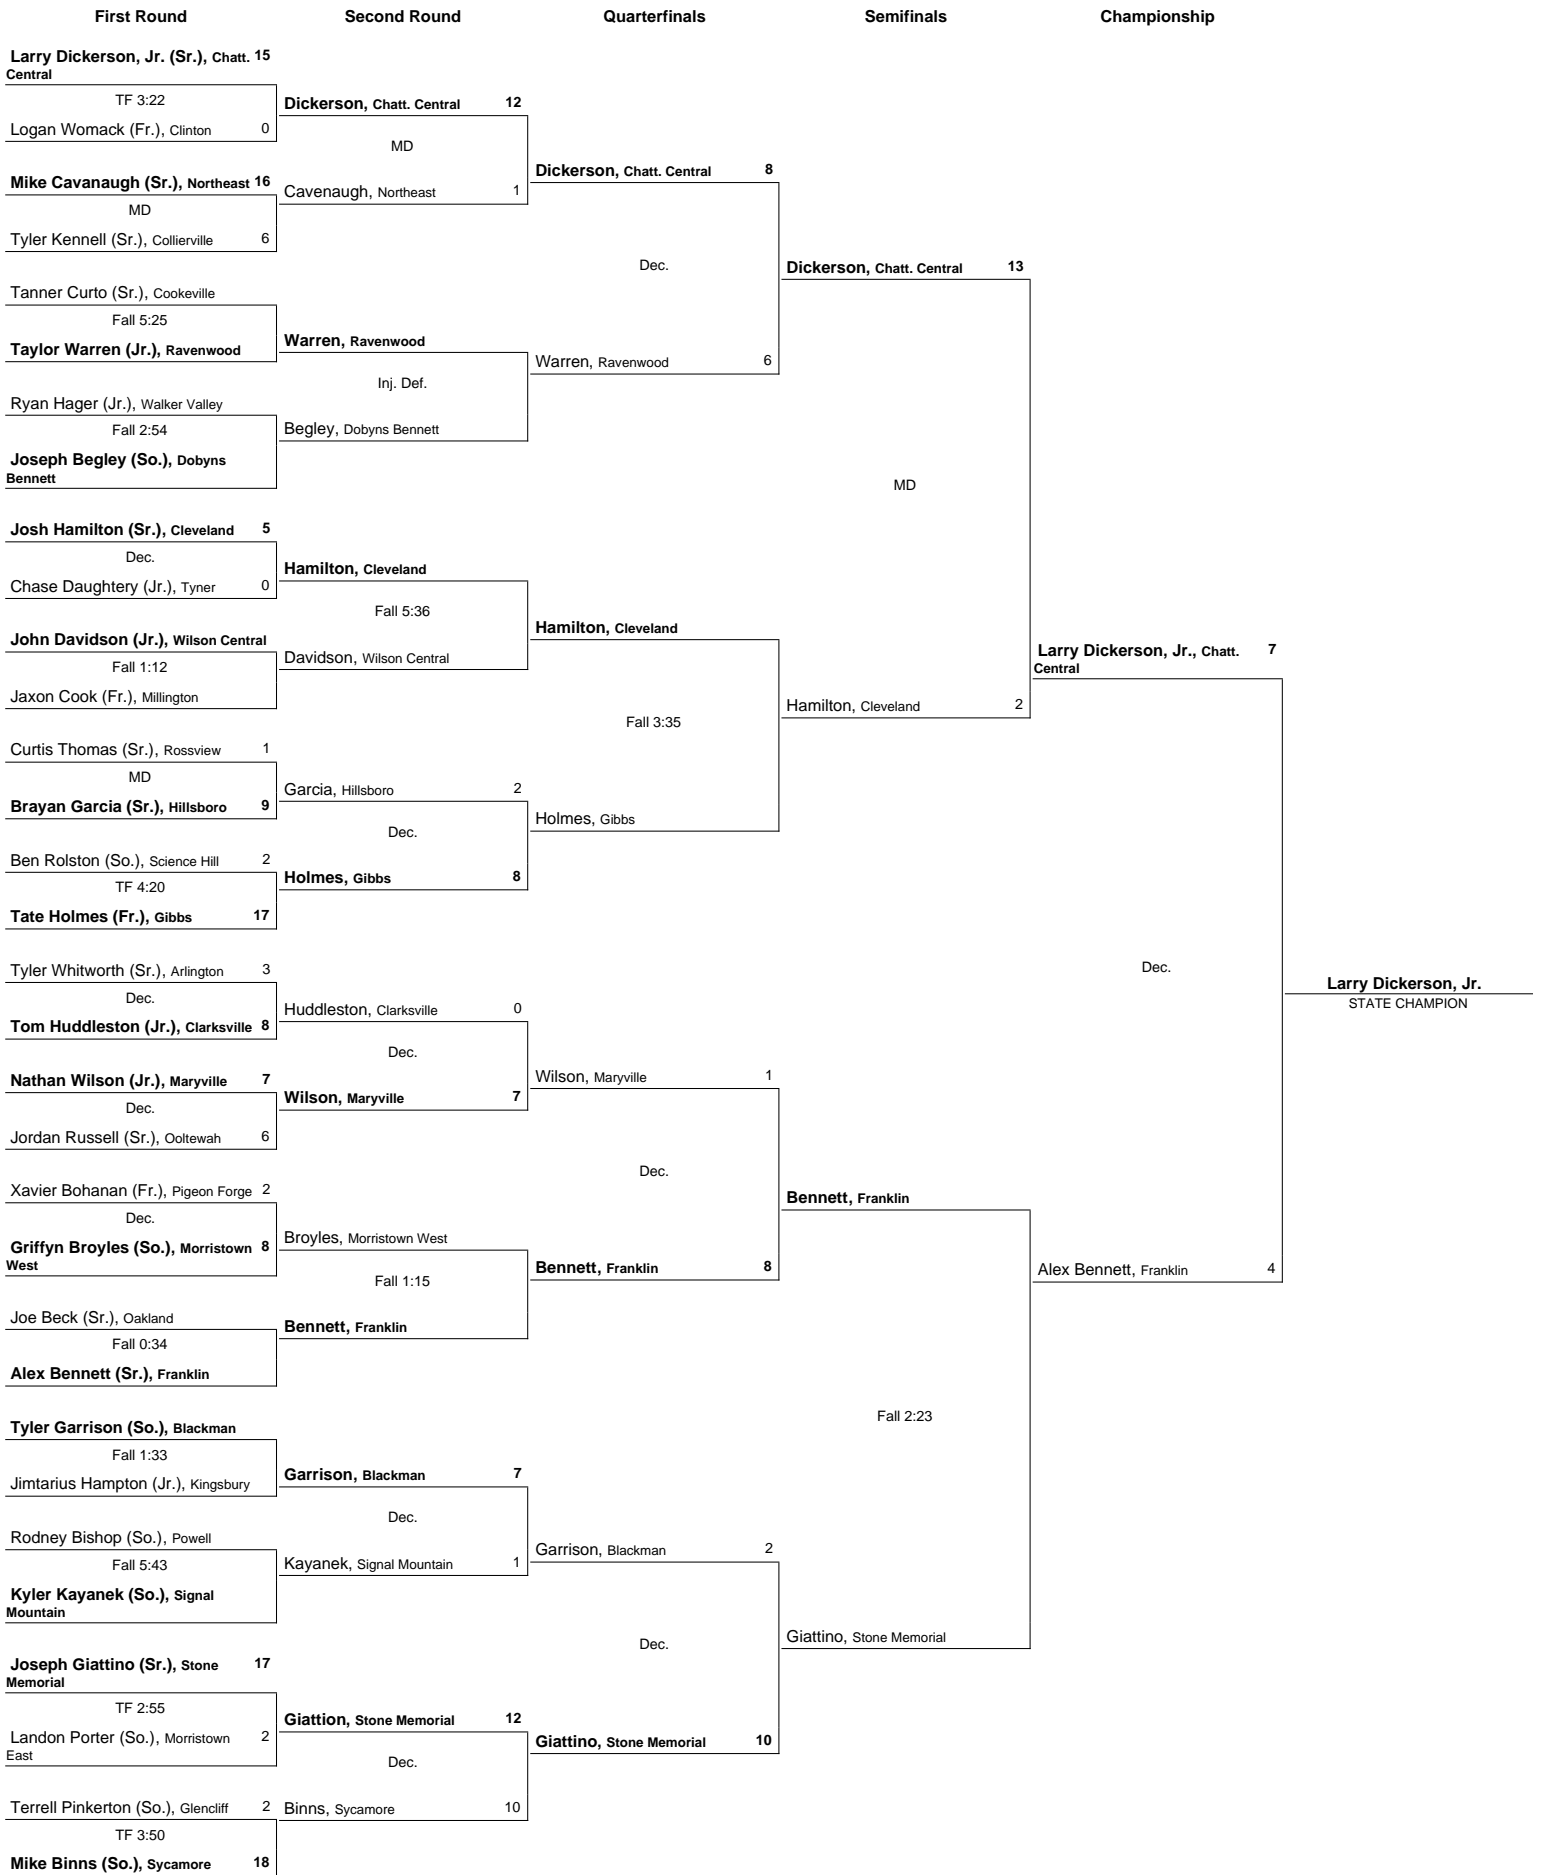 First Round
Second Round
Quarterfinals
Semifinals
Championship
Larry Dickerson, Jr. (Sr.), Chatt. 15
Central
TF 3:22
Logan Womack (Fr.), Clinton 0
Mike Cavanaugh (Sr.), Northeast 16
MD
Tyler Kennell (Sr.), Collierville 6
Tanner Curto (Sr.), Cookeville
Fall 5:25
Taylor Warren (Jr.), Ravenwood
Ryan Hager (Jr.), Walker Valley
Fall 2:54
Joseph Begley (So.), Dobyns
Bennett
Josh Hamilton (Sr.), Cleveland 5
Dec.
Chase Daughtery (Jr.), Tyner 0
John Davidson (Jr.), Wilson Central
Fall 1:12
Jaxon Cook (Fr.), Millington
Curtis Thomas (Sr.), Rossview 1
MD
Brayan Garcia (Sr.), Hillsboro 9
Ben Rolston (So.), Science Hill 2
TF 4:20
Tate Holmes (Fr.), Gibbs 17
Tyler Whitworth (Sr.), Arlington 3
Dec.
Tom Huddleston (Jr.), Clarksville 8
Nathan Wilson (Jr.), Maryville 7
Dec.
Jordan Russell (Sr.), Ooltewah 6
Xavier Bohanan (Fr.), Pigeon Forge 2
Dec.
Griffyn Broyles (So.), Morristown 8
West
Joe Beck (Sr.), Oakland
Fall 0:34
Alex Bennett (Sr.), Franklin
Tyler Garrison (So.), Blackman
Fall 1:33
Jimtarius Hampton (Jr.), Kingsbury
Rodney Bishop (So.), Powell
Fall 5:43
Kyler Kayanek (So.), Signal
Mountain
Joseph Giattino (Sr.), Stone 17
Memorial
TF 2:55
Landon Porter (So.), Morristown 2
East
Terrell Pinkerton (So.), Glencliff 2
TF 3:50
Mike Binns (So.), Sycamore 18
Dickerson, Chatt. Central 12
MD
Cavenaugh, Northeast 1
Warren, Ravenwood
Inj. Def.
Begley, Dobyns Bennett
Hamilton, Cleveland
Fall 5:36
Davidson, Wilson Central
Garcia, Hillsboro 2
Dec.
Holmes, Gibbs 8
Huddleston, Clarksville 0
Dec.
Wilson, Maryville 7
Broyles, Morristown West
Fall 1:15
Bennett, Franklin
Garrison, Blackman 7
Dec.
Kayanek, Signal Mountain 1
Giattion, Stone Memorial 12
Dec.
Binns, Sycamore 10
Dickerson, Chatt. Central 8
Dec.
Warren, Ravenwood 6
Hamilton, Cleveland
Fall 3:35
Holmes, Gibbs
Wilson, Maryville 1
Dec.
Bennett, Franklin 8
Garrison, Blackman 2
Dec.
Giattino, Stone Memorial 10
Dickerson, Chatt. Central 13
MD
Hamilton, Cleveland 2
Bennett, Franklin
Fall 2:23
Giattino, Stone Memorial
Larry Dickerson, Jr., Chatt. 7
Central
Dec.
Alex Bennett, Franklin 4
Larry Dickerson, Jr.
STATE CHAMPION